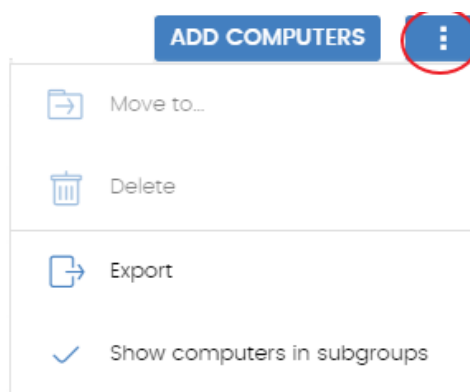 ADD COMPUTERS
Move to...
Delete
Export
Show computers in subgroups